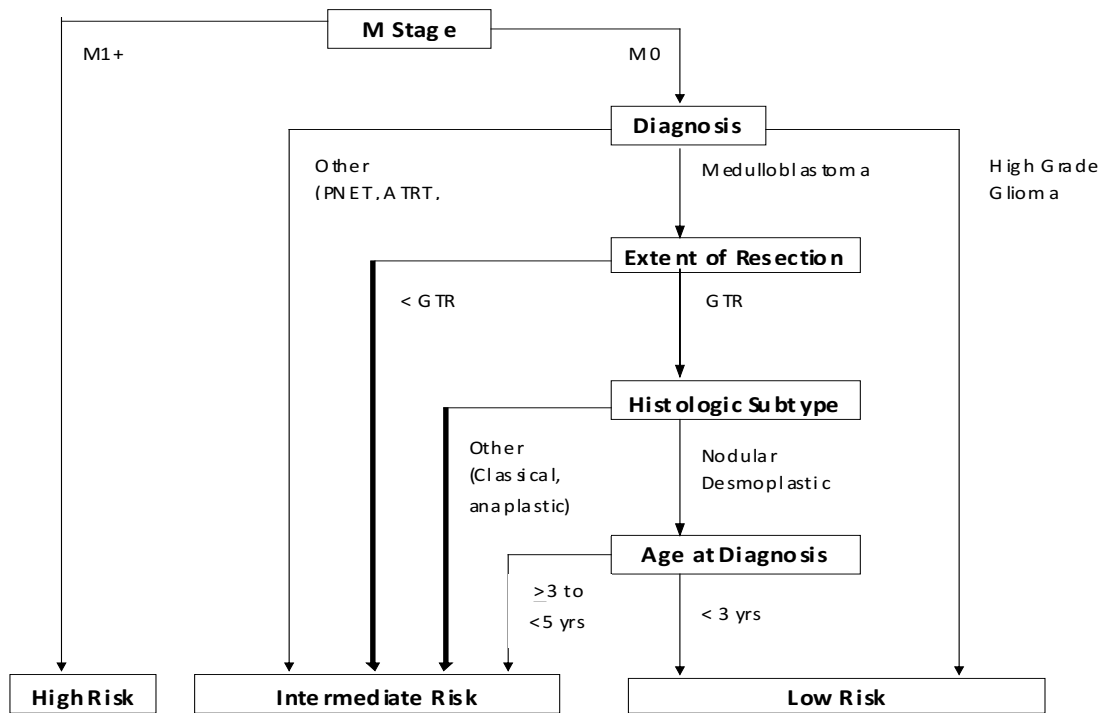 M Stage
M1+
M0
Diagnosis
Other
(PNET, ATRT,
Medulloblastoma
High Grade
Glioma
Extent of Resection
< GTR
GTR
Histologic Subtype
Other
(Classical,
anaplastic)
Nodular
Desmoplastic
Age at Diagnosis
≥3 to
<5 yrs
< 3 yrs
High Risk
Intermediate Risk
Low Risk